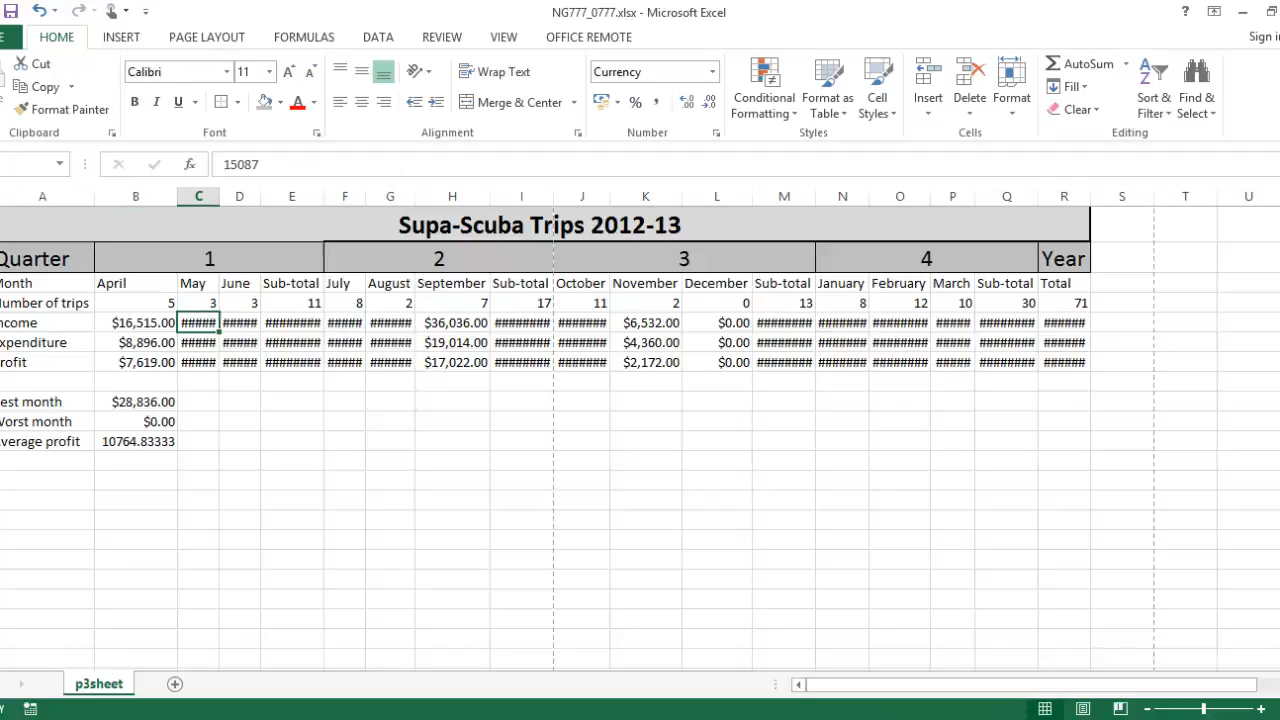 NG777_0777.xlsx - Microsoft Excel
?
E HOME INSERT PAGE LAYOUT FORMULAS DATA REVIEW VIEW OFFICE REMOTE Sign i
Cut Calibri 11 A A Wrap Text Currency AutoSum
Copy Fill
Format Painter B I U A Merge & Center % , Clear
Conditional Formatting Format as Table Cell Styles Insert Delete Format Sort & Filter Find & Select
Clipboard Font Alignment Number Styles Cells Editing
fx 15087
A B C D E F G H I J K L M N O P Q R S T U
Supa-Scuba Trips 2012-13
Quarter 1 2 3 4 Year
Month April May June Sub-total July August September Sub-total October November December Sub-total January February March Sub-total Total
umber of trips 5 3 3 11 8 2 7 17 11 2 0 13 8 12 10 30 71
ncome $16,515.00 ##### ##### ######## ##### ###### $36,036.00 ######## ####### $6,532.00 $0.00 ######## ####### ####### ##### ######## ######
xpenditure $8,896.00 ##### ##### ######## ##### ###### $19,014.00 ######## ####### $4,360.00 $0.00 ######## ####### ####### ##### ######## ######
rofit $7,619.00 ##### ##### ######## ##### ###### $17,022.00 ######## ####### $2,172.00 $0.00 ######## ####### ####### ##### ######## ######
est month $28,836.00
Worst month $0.00
verage profit 10764.83333
p3sheet